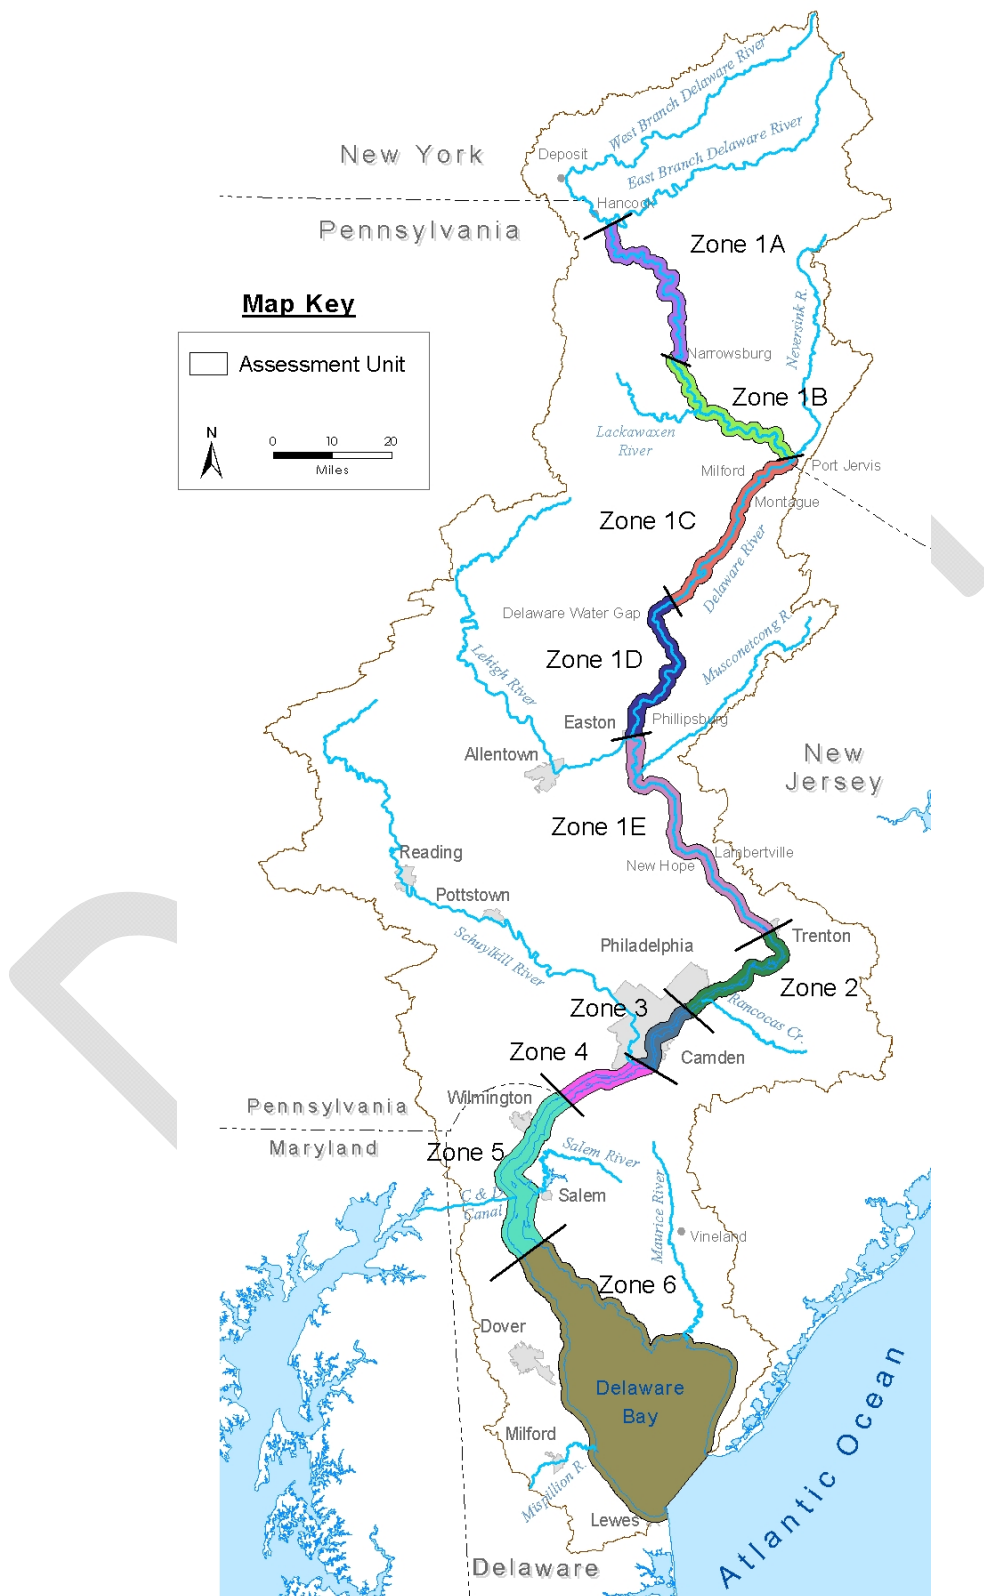 West Branch Delaware River
New York
Deposit
East Branch Delaware River
Hancock
Pennsylvania
Zone 1A
Map Key
Neversink R.
Assessment Unit
Narrowsburg
Zone 1B
N
0 10 20
Miles
Lackawaxen
River
Milford
Port Jervis
Montague
Zone 1C
Delaware River
Delaware Water Gap
Musconetcong R.
Zone 1D
Lehigh River
Easton
Phillipsburg
Allentown
New
Jersey
Zone 1E
Reading
Lambertville
New Hope
Pottstown
Schuylkill River
Philadelphia
Trenton
Zone 2
Zone 3
Rancocas Cr.
Zone 4
Camden
Wilmington
Pennsylvania
Maryland
Zone 5
Salem River
C & D
Canal
Salem
Maurice River
Vineland
Zone 6
Dover
Delaware
Bay
Milford
Mispillion R.
Lewes
Atlantic Ocean
Delaware